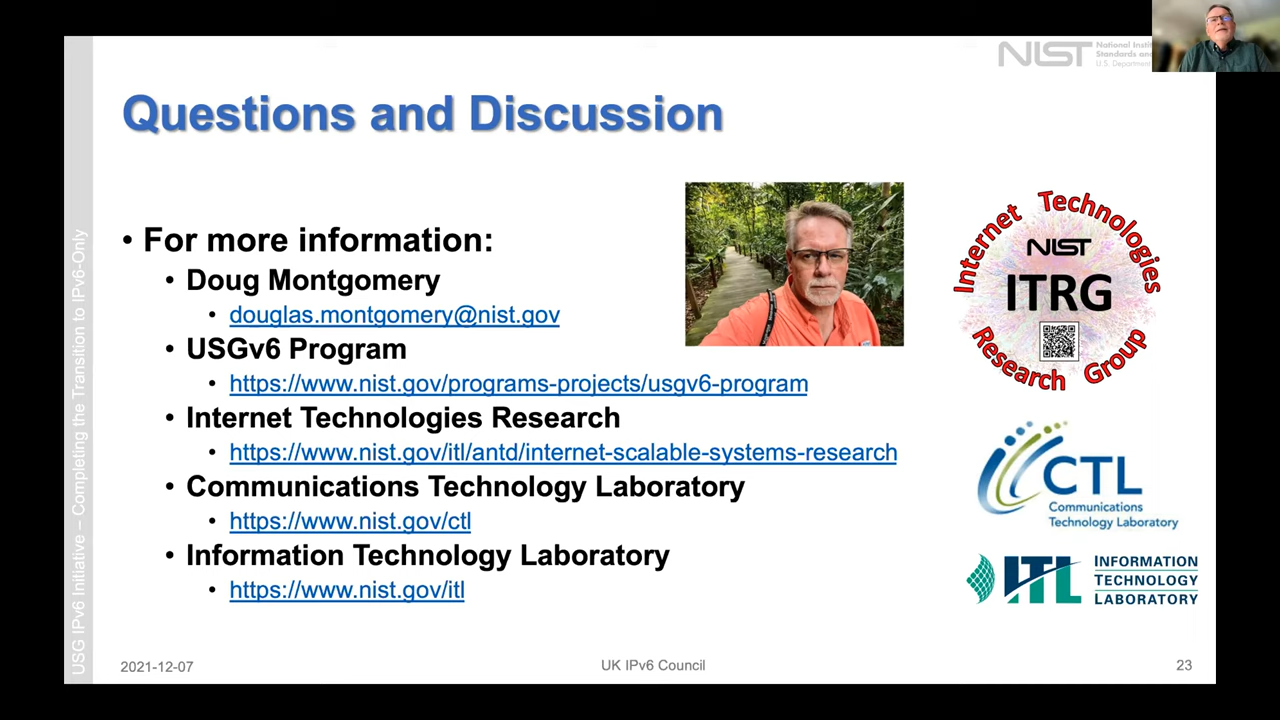 NIST
National Insti
Standards an
U.S. Department
Questions and Discussion
• For more information:
• Doug Montgomery
• douglas.montgomery@nist.gov
• USGv6 Program
• https://www.nist.gov/programs-projects/usgv6-program
• Internet Technologies Research
• https://www.nist.gov/itl/antd/internet-scalable-systems-research
• Communications Technology Laboratory
• https://www.nist.gov/ctl
• Information Technology Laboratory
• https://www.nist.gov/itl
Internet Technologies
NIST
ITRG
Research Group
CTL
Communications
Technology Laboratory
ITL
INFORMATION
TECHNOLOGY
LABORATORY
USG IPv6 Initiative – Completing the Transition to IPv6-Only
2021-12-07
UK IPv6 Council
23